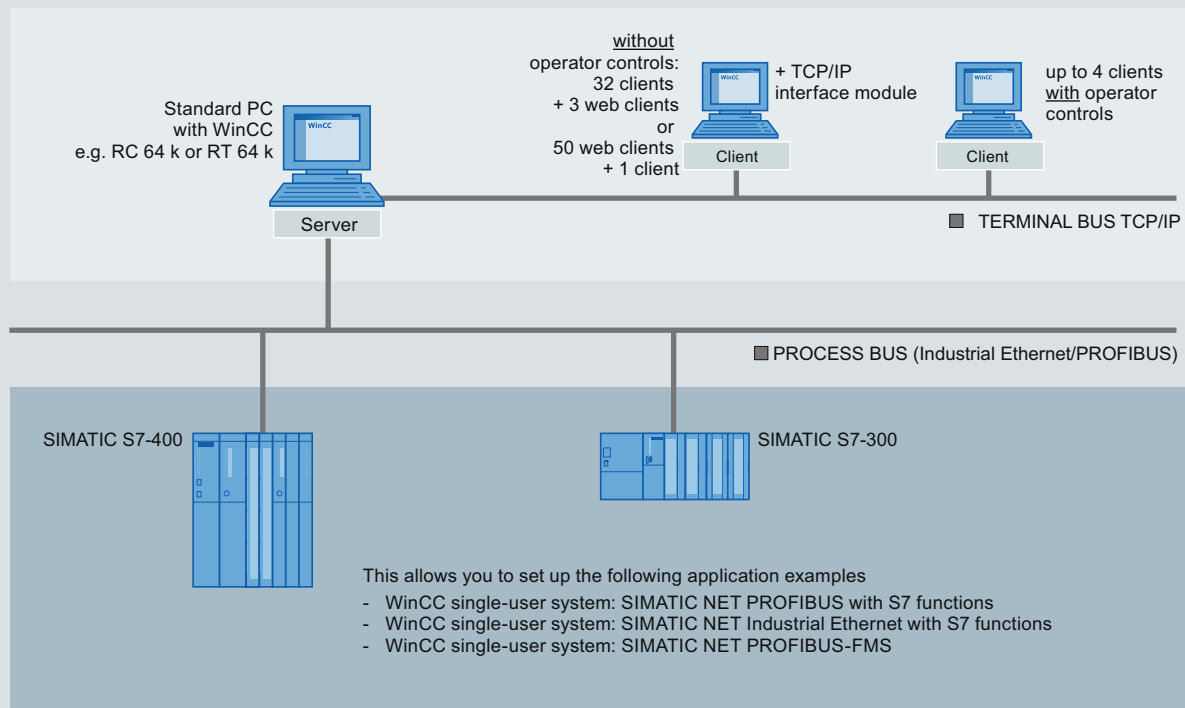 without
operator controls:
32 clients
+ 3 web clients
or
50 web clients
+ 1 client
WinCC
+ TCP/IP
interface module
Client
WinCC
up to 4 clients
with operator
controls
Client
Standard PC
with WinCC
e.g. RC 64 k or RT 64 k
WinCC
Server
TERMINAL BUS TCP/IP
PROCESS BUS (Industrial Ethernet/PROFIBUS)
SIMATIC S7-400
SIMATIC S7-300
This allows you to set up the following application examples
- WinCC single-user system: SIMATIC NET PROFIBUS with S7 functions
- WinCC single-user system: SIMATIC NET Industrial Ethernet with S7 functions
- WinCC single-user system: SIMATIC NET PROFIBUS-FMS